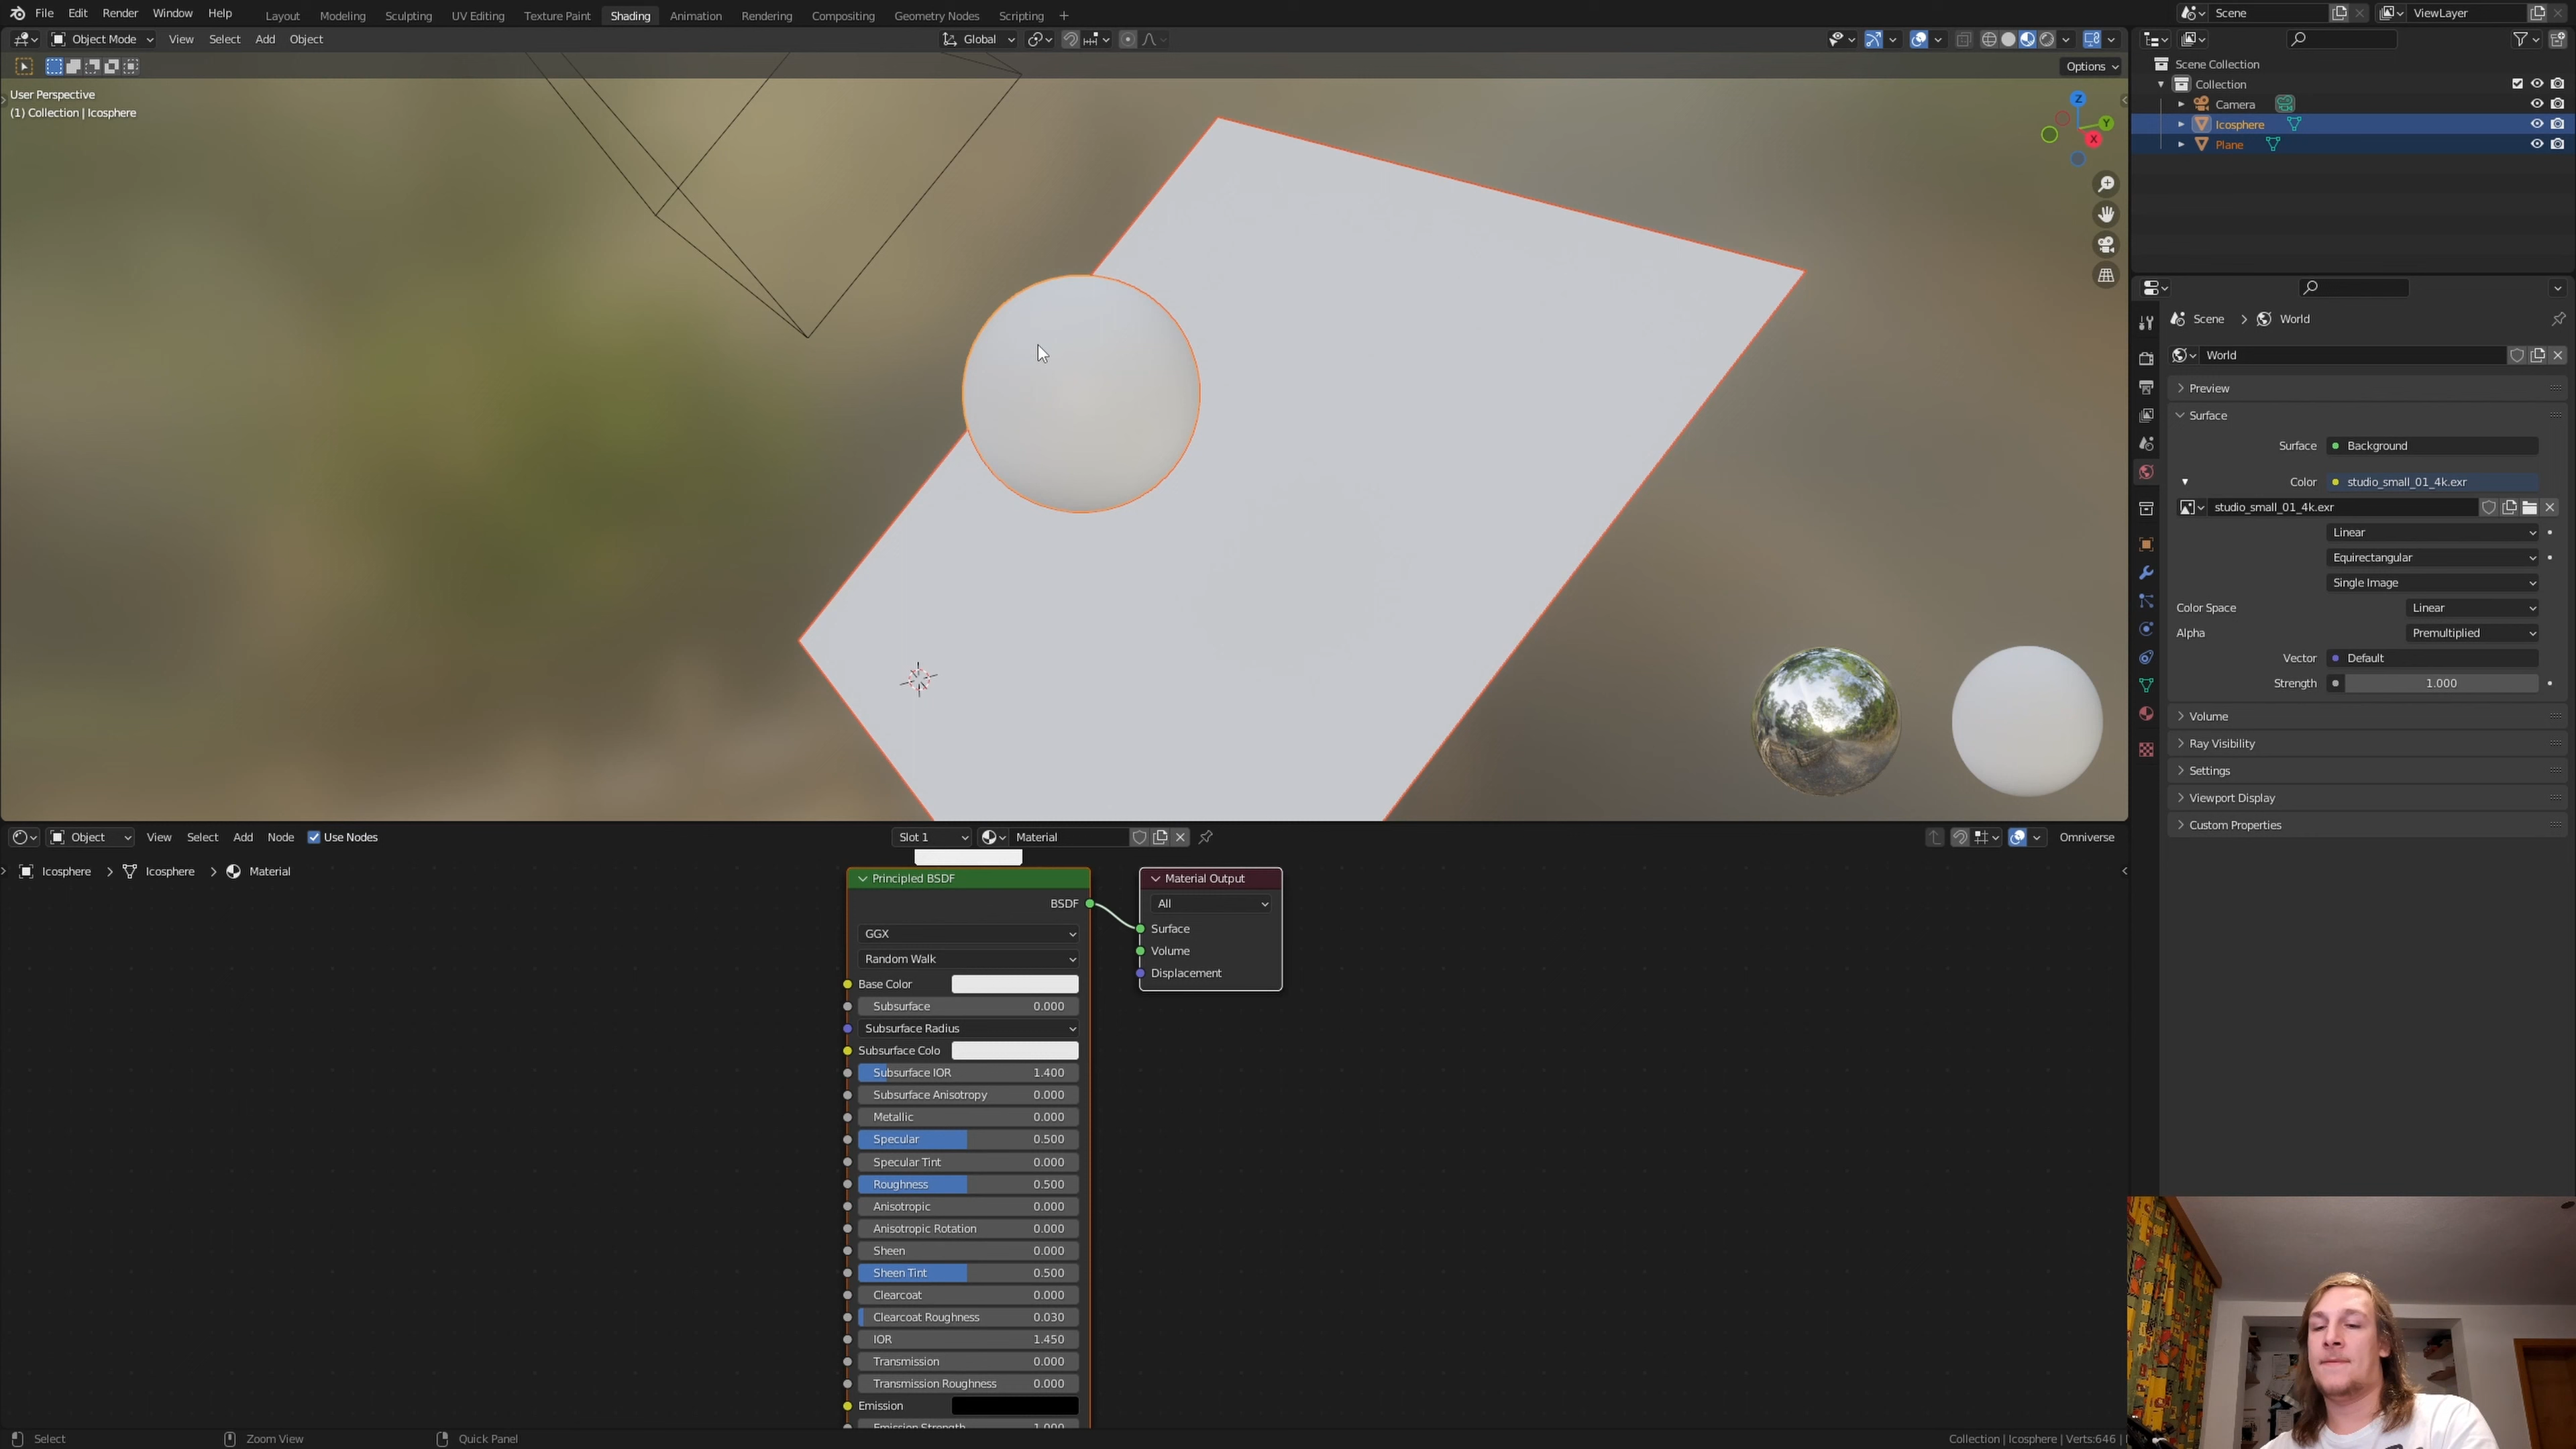 File Edit Render Window Help Layout Modeling Sculpting UV Editing Texture Paint Shading Animation Rendering Compositing Geometry Nodes Scripting + Scene ViewLayer
Object Mode View Select Add Object Global
Options
User Perspective
(1) Collection | Icosphere
Z
Y
X
Scene Collection
Collection
Camera
Icosphere
Plane
Scene > World
World
Preview
Surface
Surface Background
Color studio_small_01_4k.exr
studio_small_01_4k.exr
Linear
Equirectangular
Single Image
Color Space Linear
Alpha Premultiplied
Vector Default
Strength 1.000
Volume
Ray Visibility
Settings
Viewport Display
Custom Properties
Object View Select Add Node Use Nodes Slot 1 Material Omniverse
Icosphere > Icosphere > Material
Principled BSDF
BSDF
GGX
Random Walk
Base Color
Subsurface 0.000
Subsurface Radius
Subsurface Colo
Subsurface IOR 1.400
Subsurface Anisotropy 0.000
Metallic 0.000
Specular 0.500
Specular Tint 0.000
Roughness 0.500
Anisotropic 0.000
Anisotropic Rotation 0.000
Sheen 0.000
Sheen Tint 0.500
Clearcoat 0.000
Clearcoat Roughness 0.030
IOR 1.450
Transmission 0.000
Transmission Roughness 0.000
Emission
Emission Strength 1.000
Material Output
All
Surface
Volume
Displacement
Select Zoom View Quick Panel Collection | Icosphere | Verts:646 |